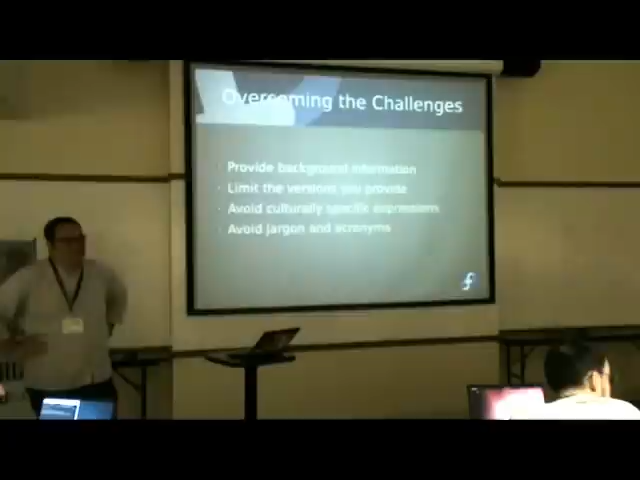 Overcoming the Challenges
Provide background information
Limit the versions you provide
Avoid culturally specific expressions
Avoid jargon and acronyms